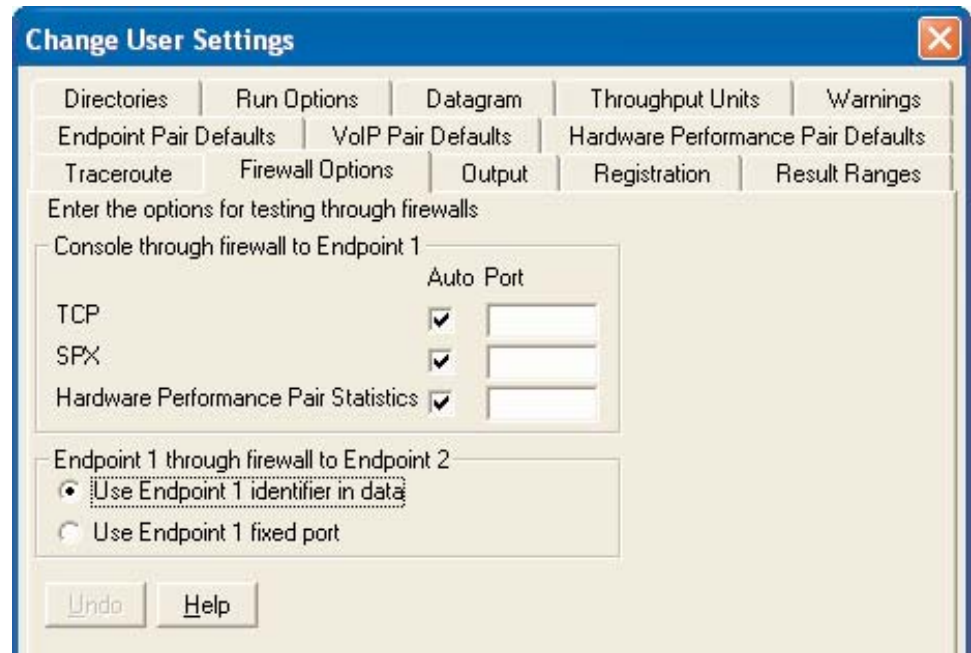 Change User Settings
Directories Run Options Datagram Throughput Units Warnings
Endpoint Pair Defaults VoIP Pair Defaults Hardware Performance Pair Defaults
Traceroute Firewall Options Output Registration Result Ranges
Enter the options for testing through firewalls
Console through firewall to Endpoint 1
Auto Port
TCP
SPX
Hardware Performance Pair Statistics
Endpoint 1 through firewall to Endpoint 2
Use Endpoint 1 identifier in data
Use Endpoint 1 fixed port
Undo Help